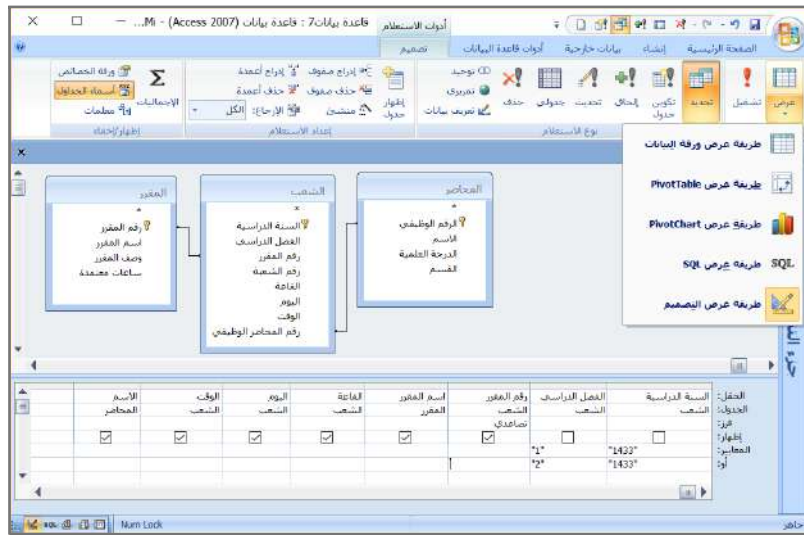 أدوات الاستعلام
قاعدة بيانات7 : قاعدة بيانات (Access 2007) - Mi...
الصفحة الرئيسية إنشاء بيانات خارجية أدوات قاعدة البيانات تصميم
عرض
تشغيل
تحديد
تكوين جدول
إلحاق
تحديث
جدولي
حذف
توحيد
تمريري
تعريف بيانات
نوع الاستعلام
إظهار جدول
إدراج صفوف
حذف صفوف
منشئ
إدراج أعمدة
حذف أعمدة
الإرجاع: الكل
إعداد الاستعلام
الإجماليات
ورقة الخصائص
أسماء الجداول
معلمات
إظهار/إخفاء
طريقة عرض ورقة البيانات
طريقة عرض PivotTable
طريقة عرض PivotChart
SQL طريقة عرض SQL
طريقة عرض التصميم
المحاضر
*
الرقم الوظيفي
الاسم
الدرجة العلمية
القسم
الشعب
*
السنة الدراسية
الفصل الدراسي
رقم المقرر
رقم الشعبة
القاعة
اليوم
الوقت
رقم المحاضر الوظيفي
المقرر
*
رقم المقرر
اسم المقرر
وصف المقرر
ساعات معتمدة
الحقل: السنة الدراسية الفصل الدراسي رقم المقرر اسم المقرر القاعة اليوم الوقت الاسم
الجدول: الشعب الشعب الشعب المقرر الشعب الشعب الشعب المحاضر
فرز: تصاعدي
إظهار:
المعايير: "1433" "1"
أو: "1433" "2"
جاهز
Num Lock
SQL